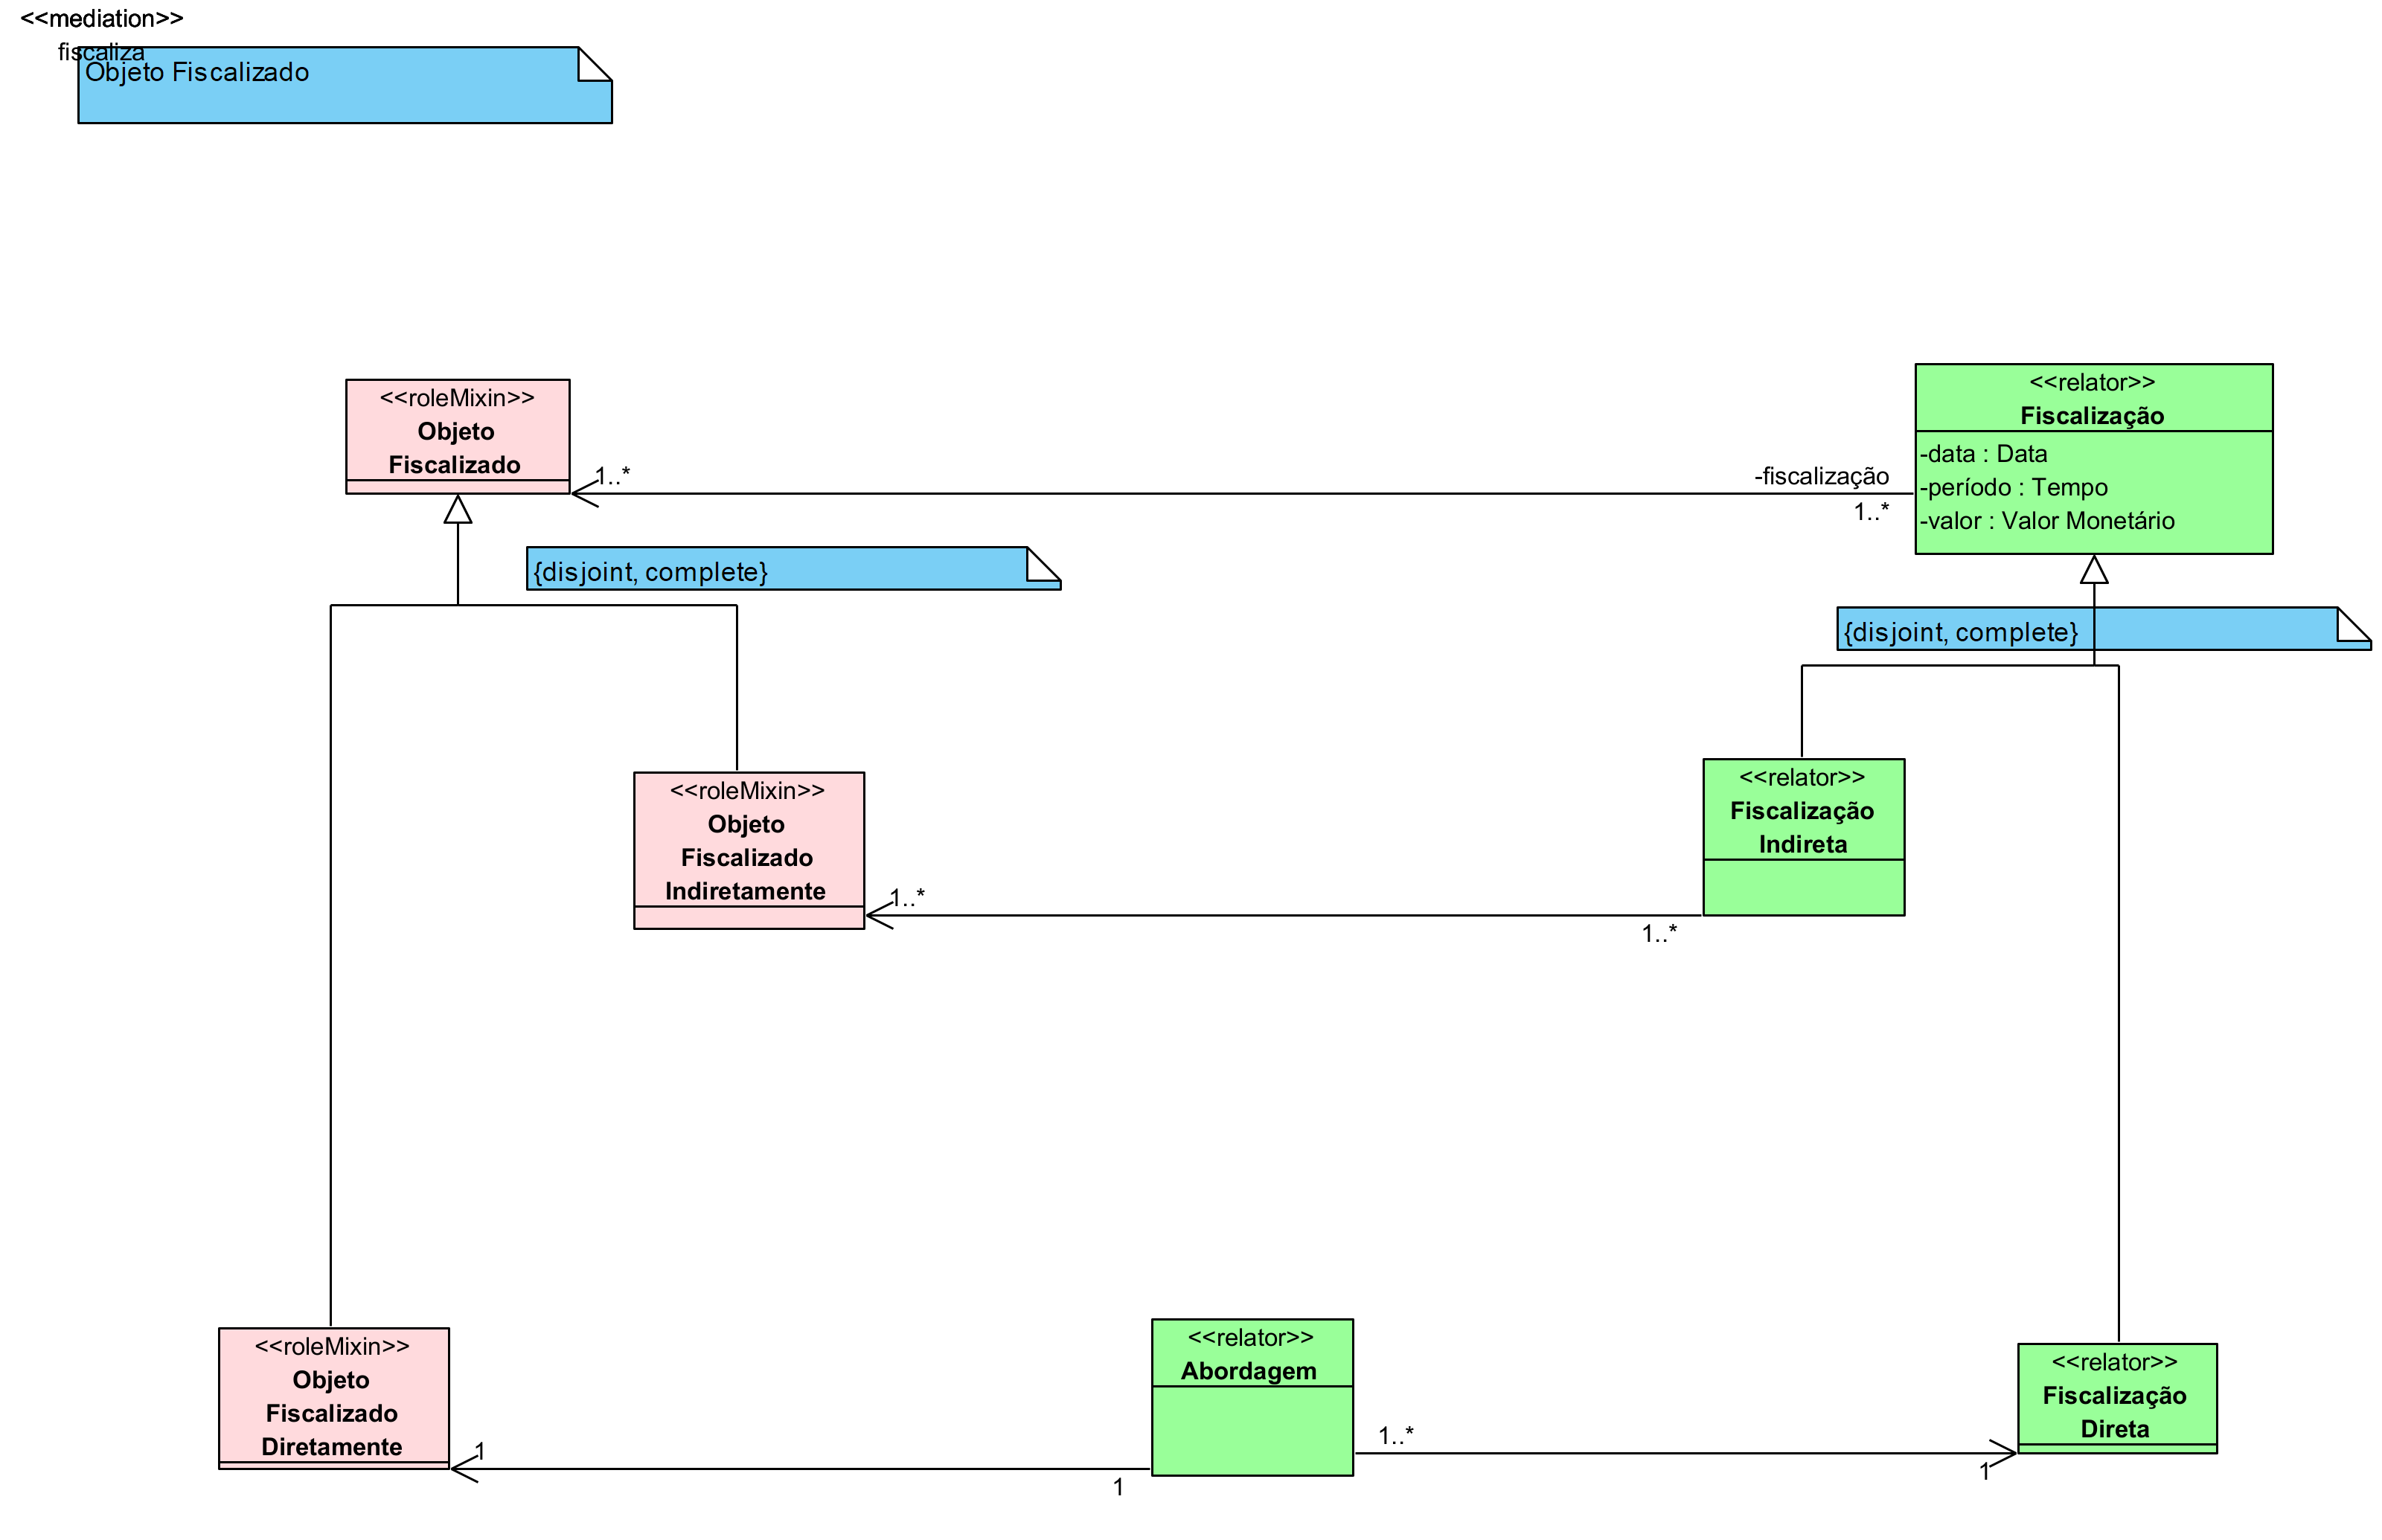 <<mediation>>
fiscaliza
Objeto Fiscalizado
<<roleMixin>>
Objeto
Fiscalizado
1..*
-fiscalização
1..*
<<relator>>
Fiscalização
-data : Data
-período : Tempo
-valor : Valor Monetário
{disjoint, complete}
{disjoint, complete}
<<roleMixin>>
Objeto
Fiscalizado
Indiretamente
1..*
1..*
<<relator>>
Fiscalização
Indireta
<<roleMixin>>
Objeto
Fiscalizado
Diretamente
1
1
<<relator>>
Abordagem
1..*
1
<<relator>>
Fiscalização
Direta